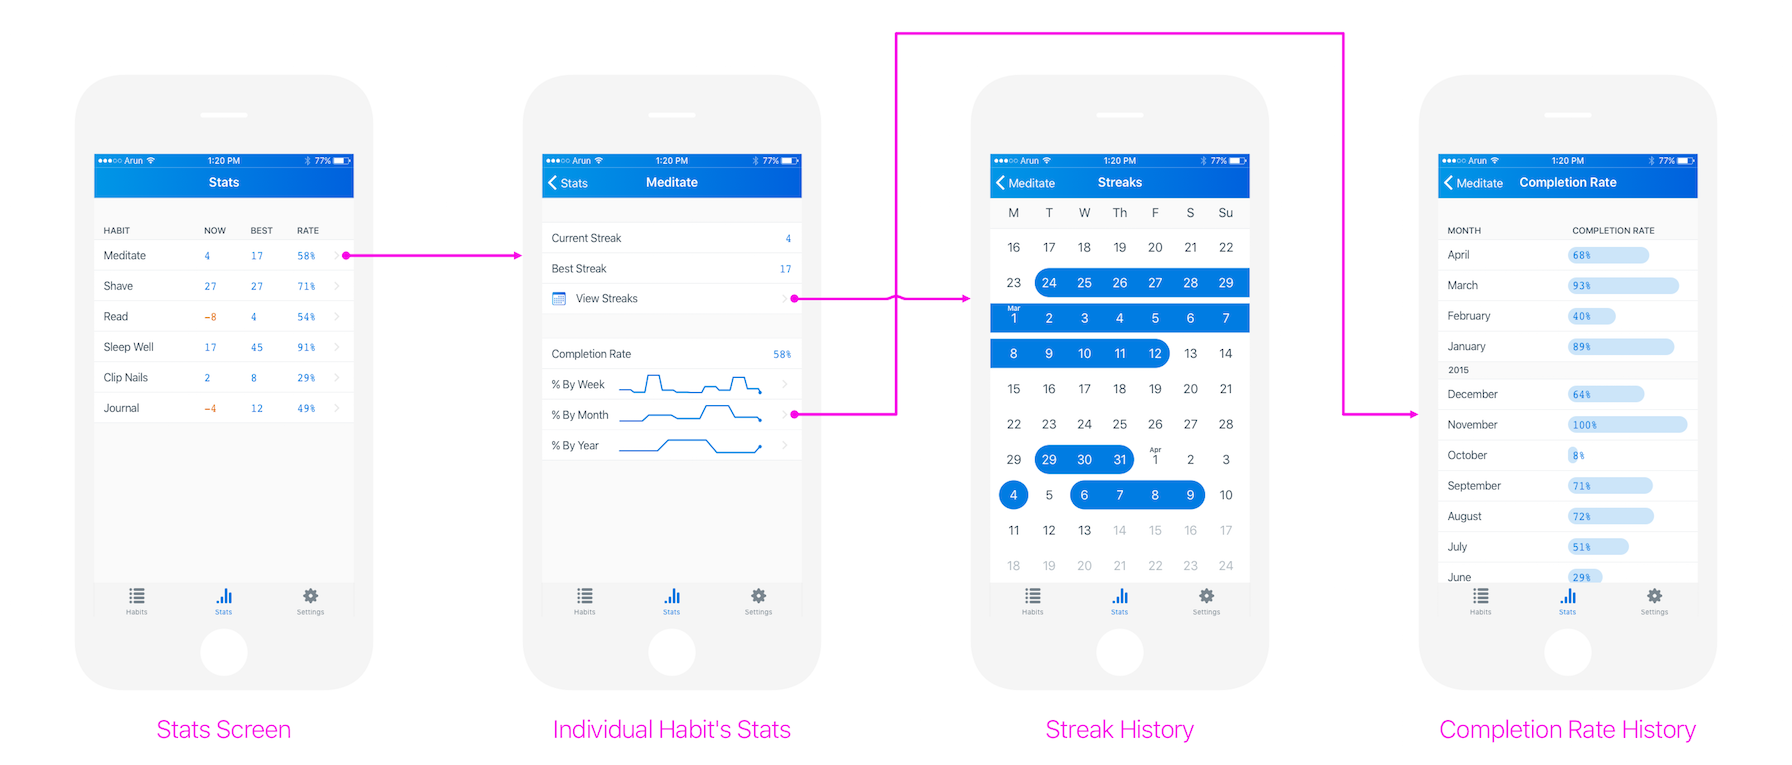 Arun 1:20 PM 77%
Stats
HABIT NOW BEST RATE
Meditate 4 17 58%
Shave 27 27 71%
Read -8 4 54%
Sleep Well 17 45 91%
Clip Nails 2 8 29%
Journal -4 12 49%
Habits Stats Settings
Stats Screen
Arun 1:20 PM 77%
Stats Meditate
Current Streak 4
Best Streak 17
View Streaks
Completion Rate 58%
% By Week
% By Month
% By Year
Habits Stats Settings
Individual Habit's Stats
Arun 1:20 PM 77%
Meditate Streaks
M T W Th F S Su
16 17 18 19 20 21 22
23 24 25 26 27 28 29
Mar
1 2 3 4 5 6 7
8 9 10 11 12 13 14
15 16 17 18 19 20 21
22 23 24 25 26 27 28
Apr
29 30 31 1 2 3
4 5 6 7 8 9 10
11 12 13 14 15 16 17
18 19 20 21 22 23 24
Habits Stats Settings
Streak History
Arun 1:20 PM 77%
Meditate Completion Rate
MONTH COMPLETION RATE
April 68%
March 93%
February 40%
January 89%
2015
December 64%
November 100%
October 8%
September 71%
August 72%
July 51%
June 29%
Habits Stats Settings
Completion Rate History